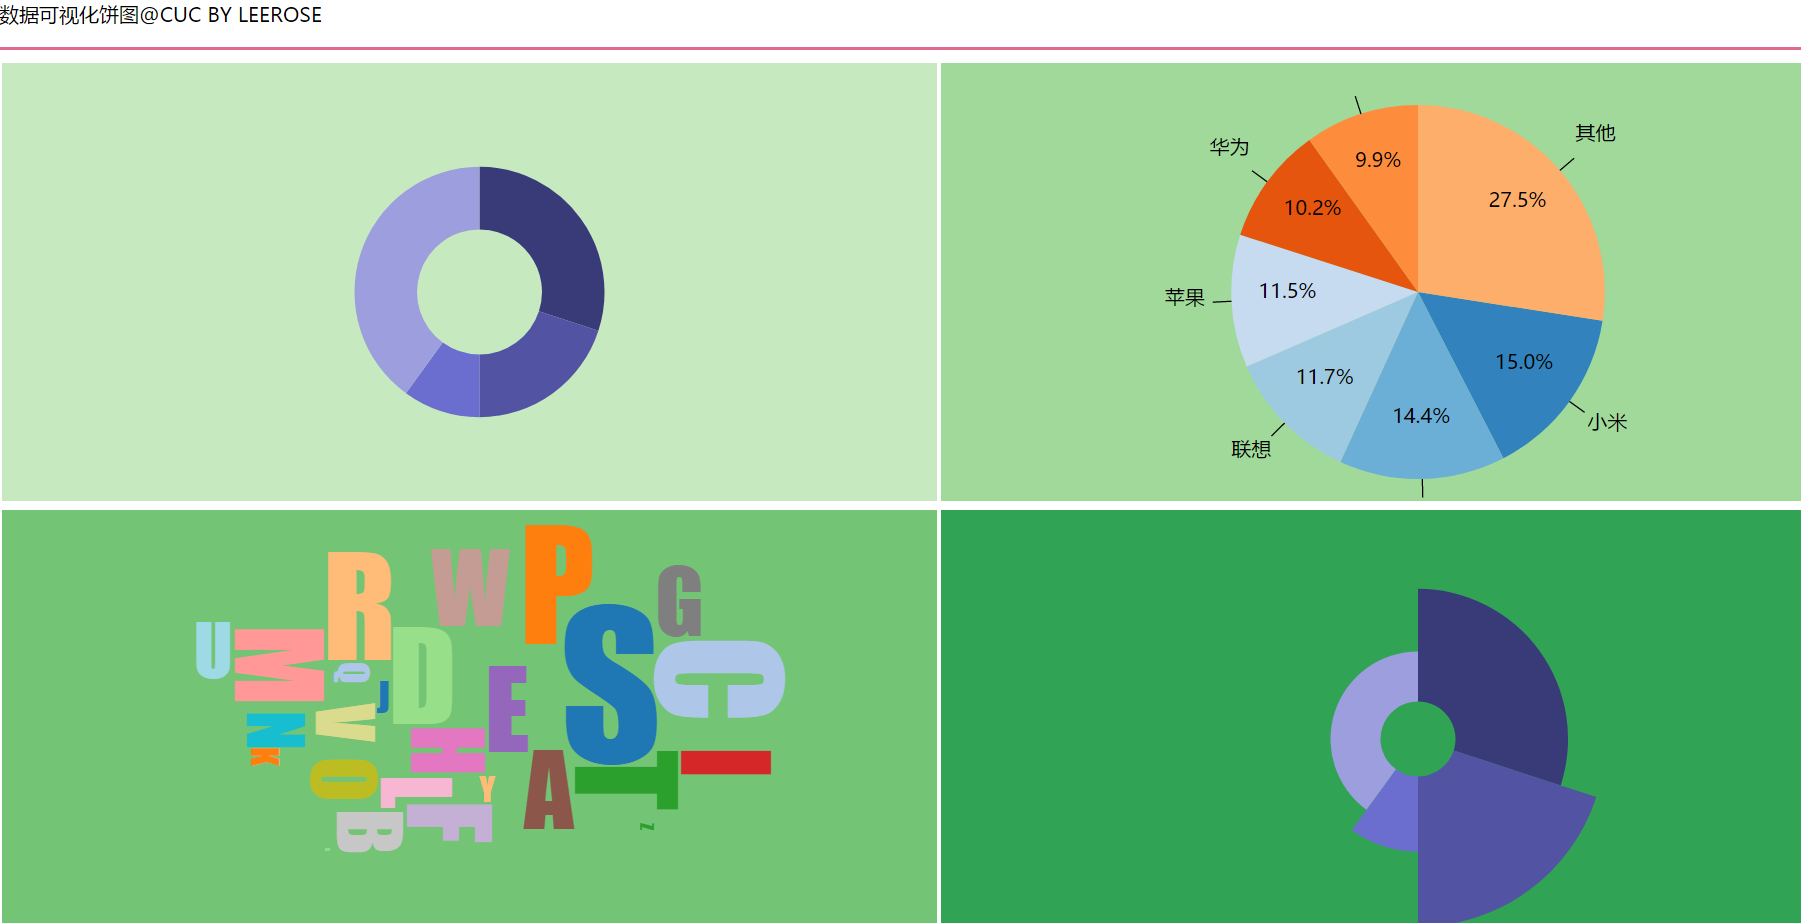 数据可视化饼图@CUC BY LEEROSE
其他
华为
9.9%
27.5%
10.2%
苹果
11.5%
15.0%
11.7%
14.4%
小米
联想
P
R
W
G
S
U
M
D
C
Q
E
J
N
V
H
K
A
T
I
O
L
Y
F
B
Z